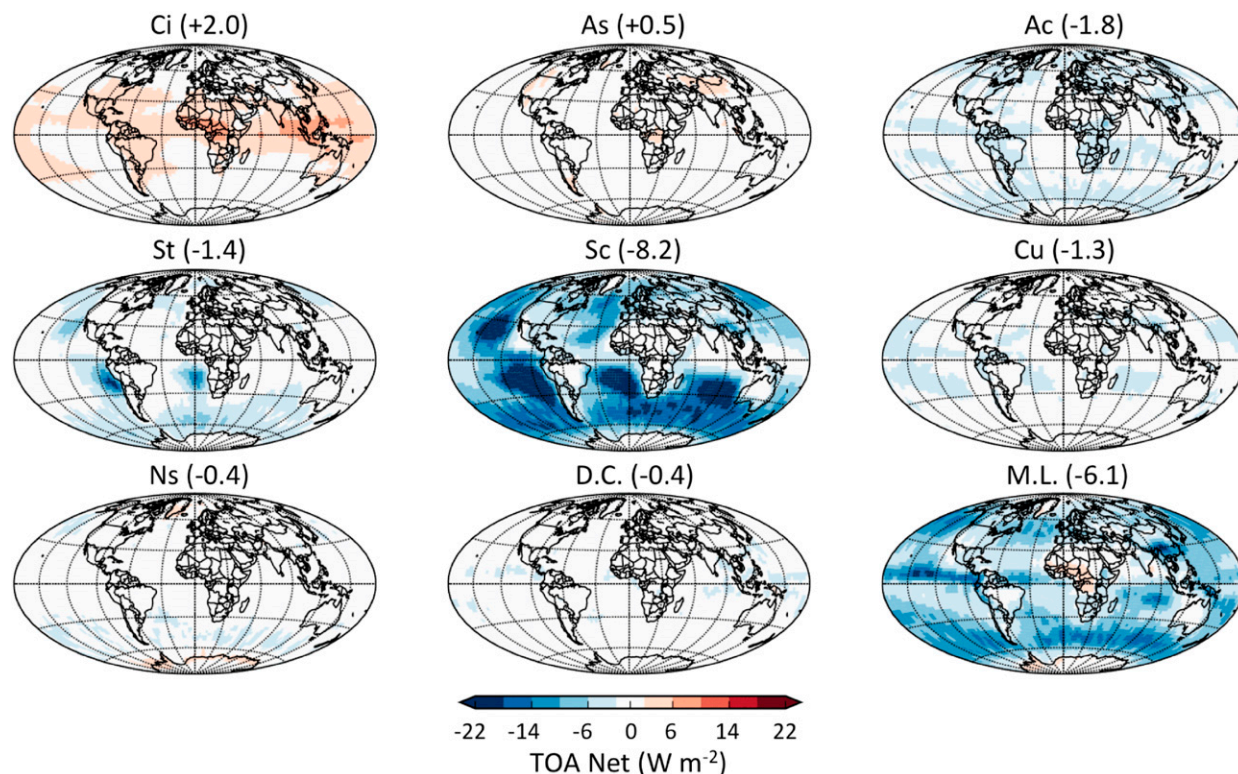 Ci (+2.0) As (+0.5) Ac (-1.8)
St (-1.4) Sc (-8.2) Cu (-1.3)
Ns (-0.4) D.C. (-0.4) M.L. (-6.1)
-22 -14 -6 0 6 14 22
TOA Net (W m⁻²)